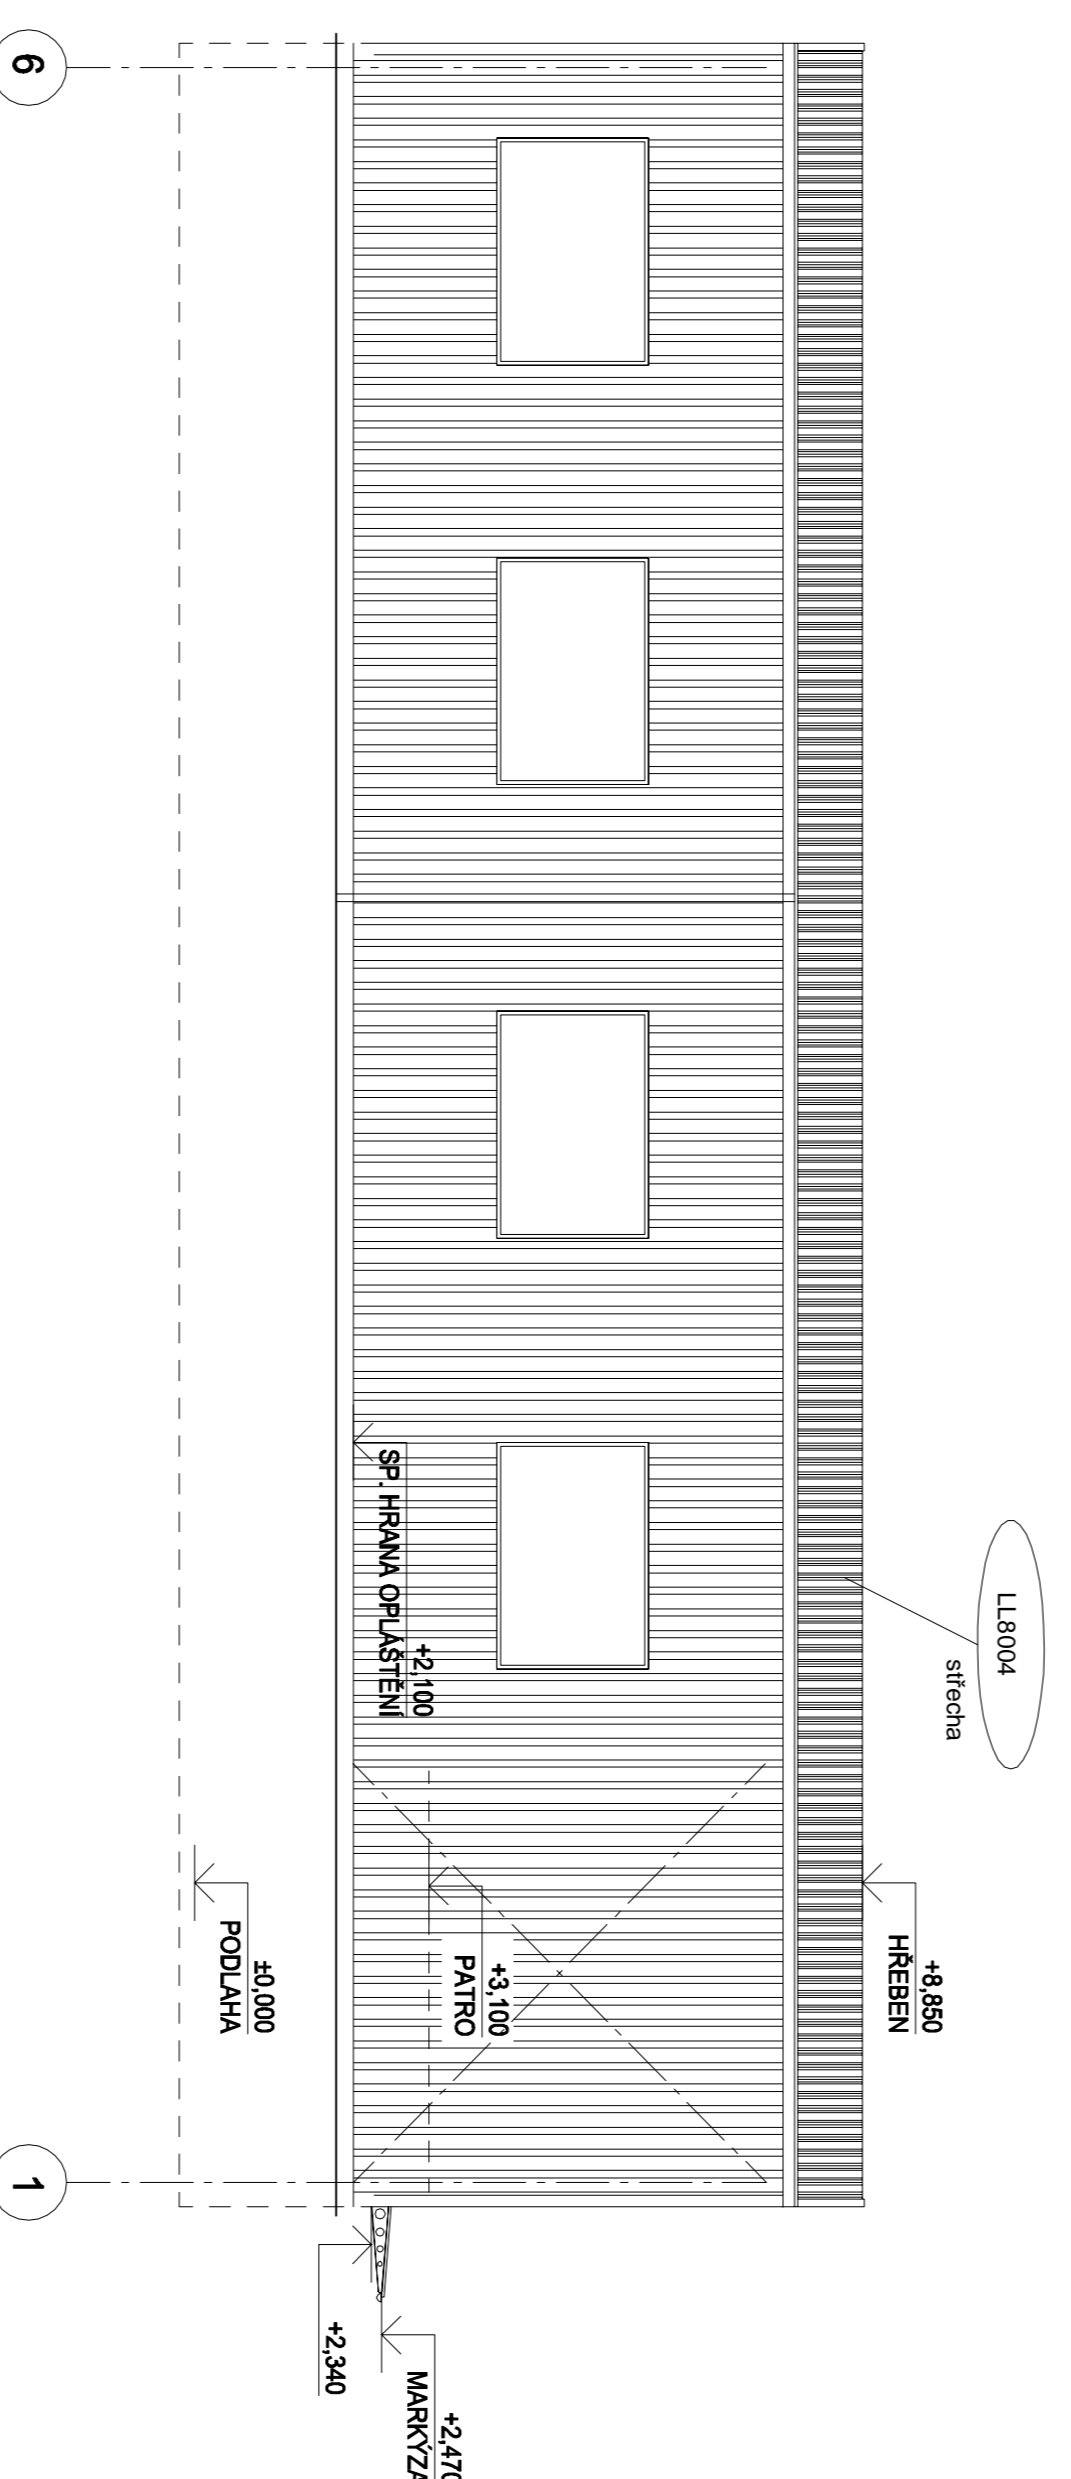 LL8004
střecha
+8,850
HŘEBEN
+2,100
SP. HRANA OPLÁŠTĚNÍ
+3,100
PATRO
±0,000
PODLAHA
+2,470
MARKÝZA
+2,340
6
1